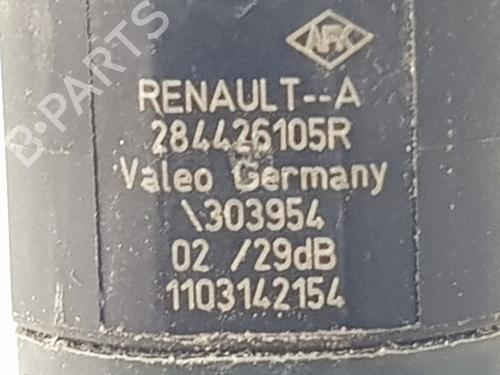 AFK
RENAULT--A
284426105R
Valeo Germany
\303954
02 /29dB
1103142154
B-PARTS